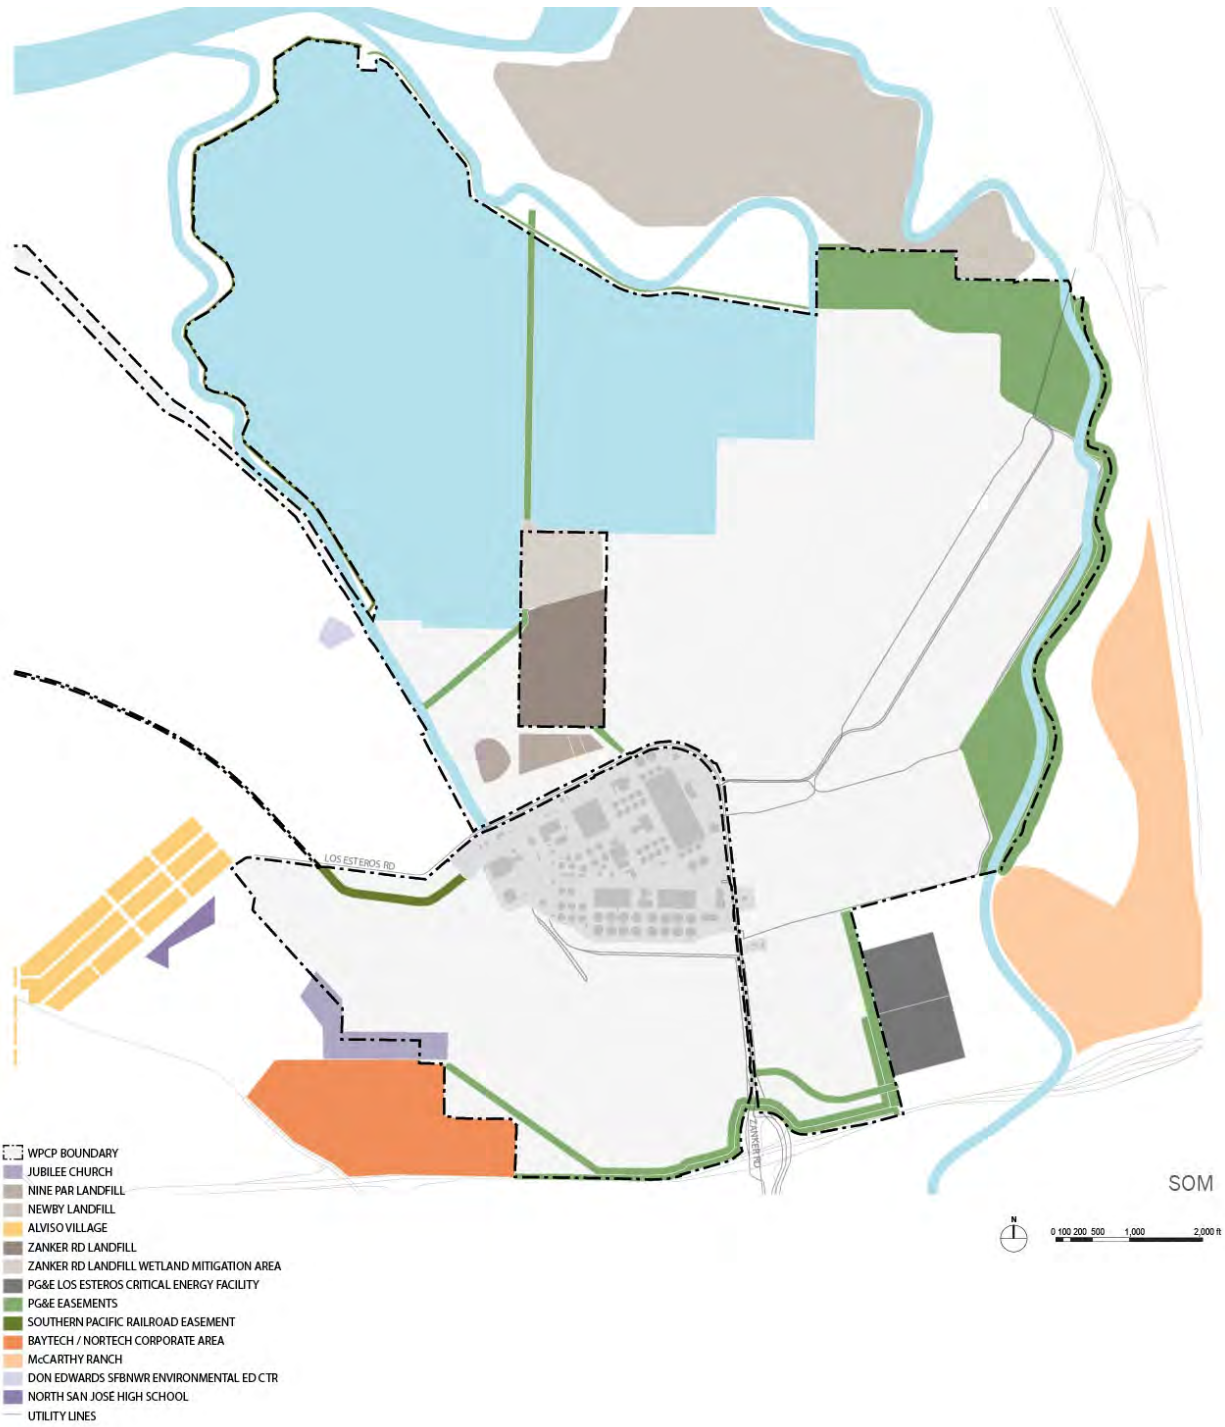 LOS ESTEROS RD
ZANKER RD
WPCP BOUNDARY
JUBILEE CHURCH
NINE PAR LANDFILL
NEWBY LANDFILL
ALVISO VILLAGE
ZANKER RD LANDFILL
ZANKER RD LANDFILL WETLAND MITIGATION AREA
PG&E LOS ESTEROS CRITICAL ENERGY FACILITY
PG&E EASEMENTS
SOUTHERN PACIFIC RAILROAD EASEMENT
BAYTECH / NORTECH CORPORATE AREA
McCARTHY RANCH
DON EDWARDS SFBNWR ENVIRONMENTAL ED CTR
NORTH SAN JOSÉ HIGH SCHOOL
UTILITY LINES
SOM
N
0 100 200 500 1,000 2,000 ft